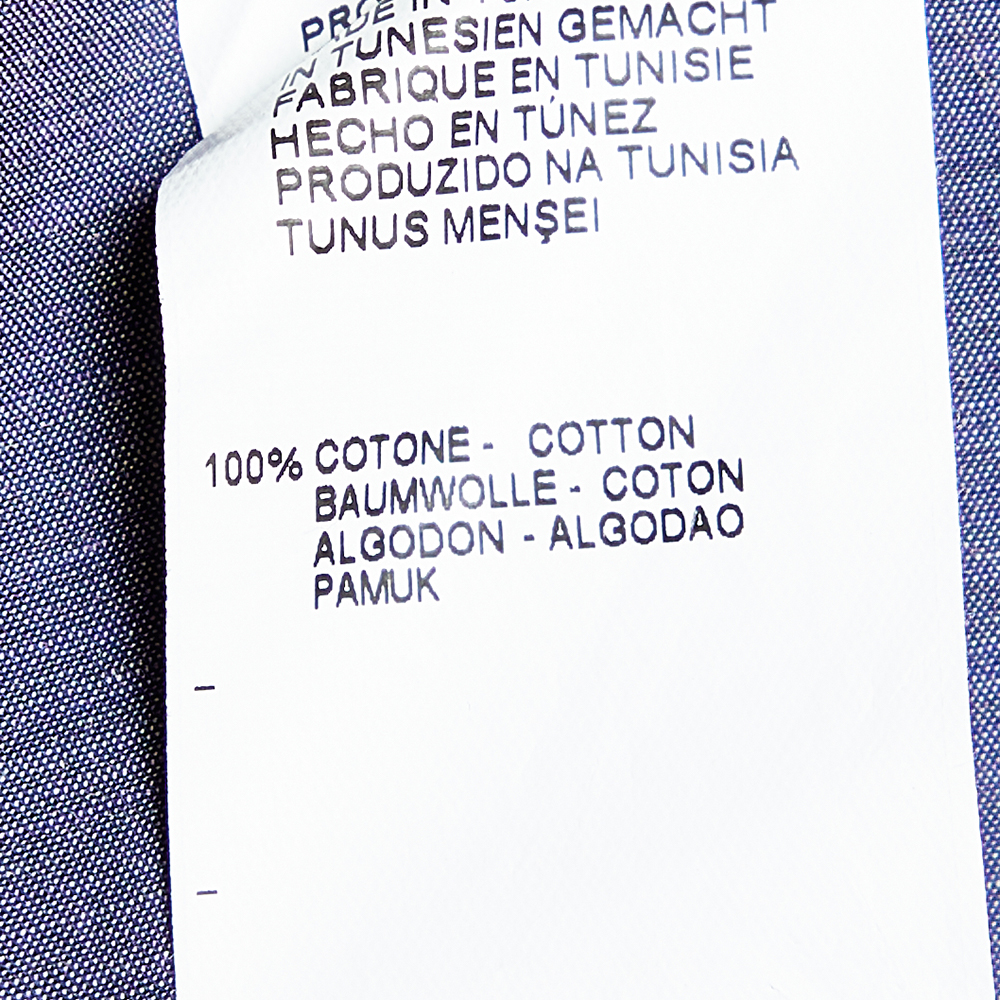 IN TUNESIEN GEMACHT
FABRIQUE EN TUNISIE
HECHO EN TÚNEZ
PRODUZIDO NA TUNISIA
TUNUS MENŞEI
100% COTONE - COTTON
BAUMWOLLE - COTON
ALGODON - ALGODAO
PAMUK
-
-